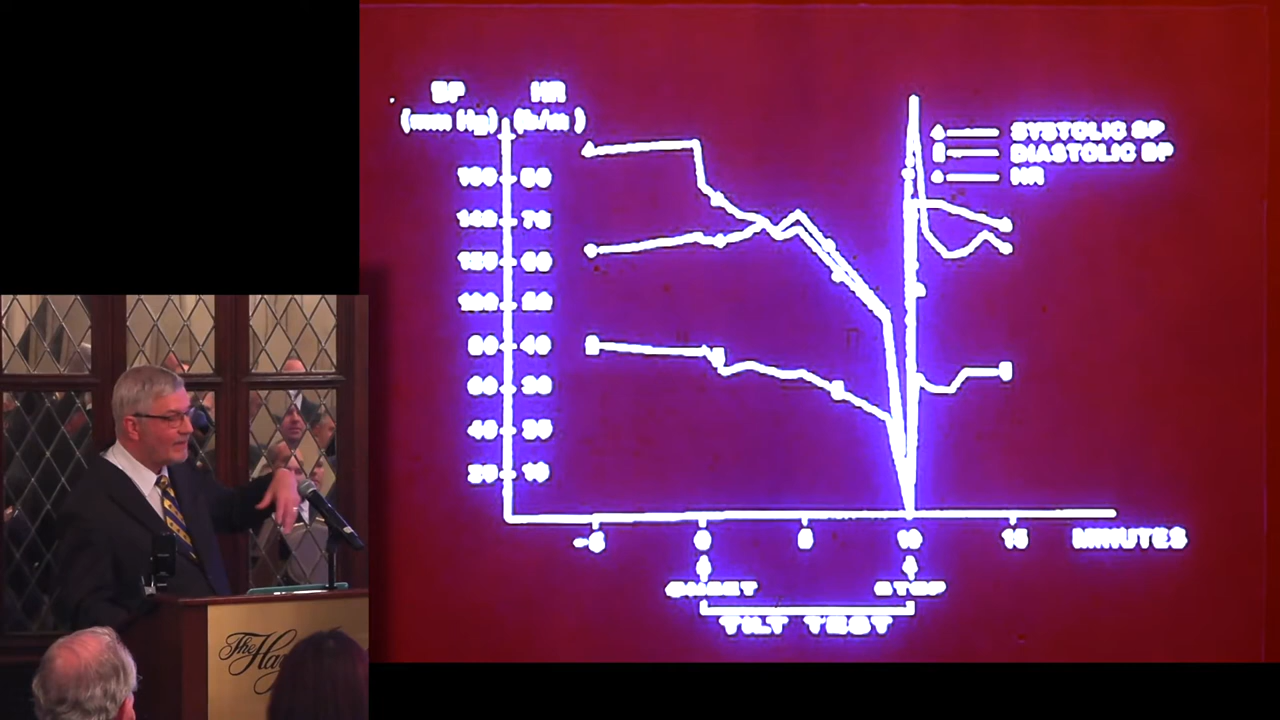 BP HR
(mm Hg) (b/m)
SYSTOLIC BP
DIASTOLIC BP
HR
160 80
140 70
120 60
100 50
80 40
60 30
40 20
20 10
-5 0 5 10 15 MINUTES
ONSET STOP
TILT TEST
The Ha